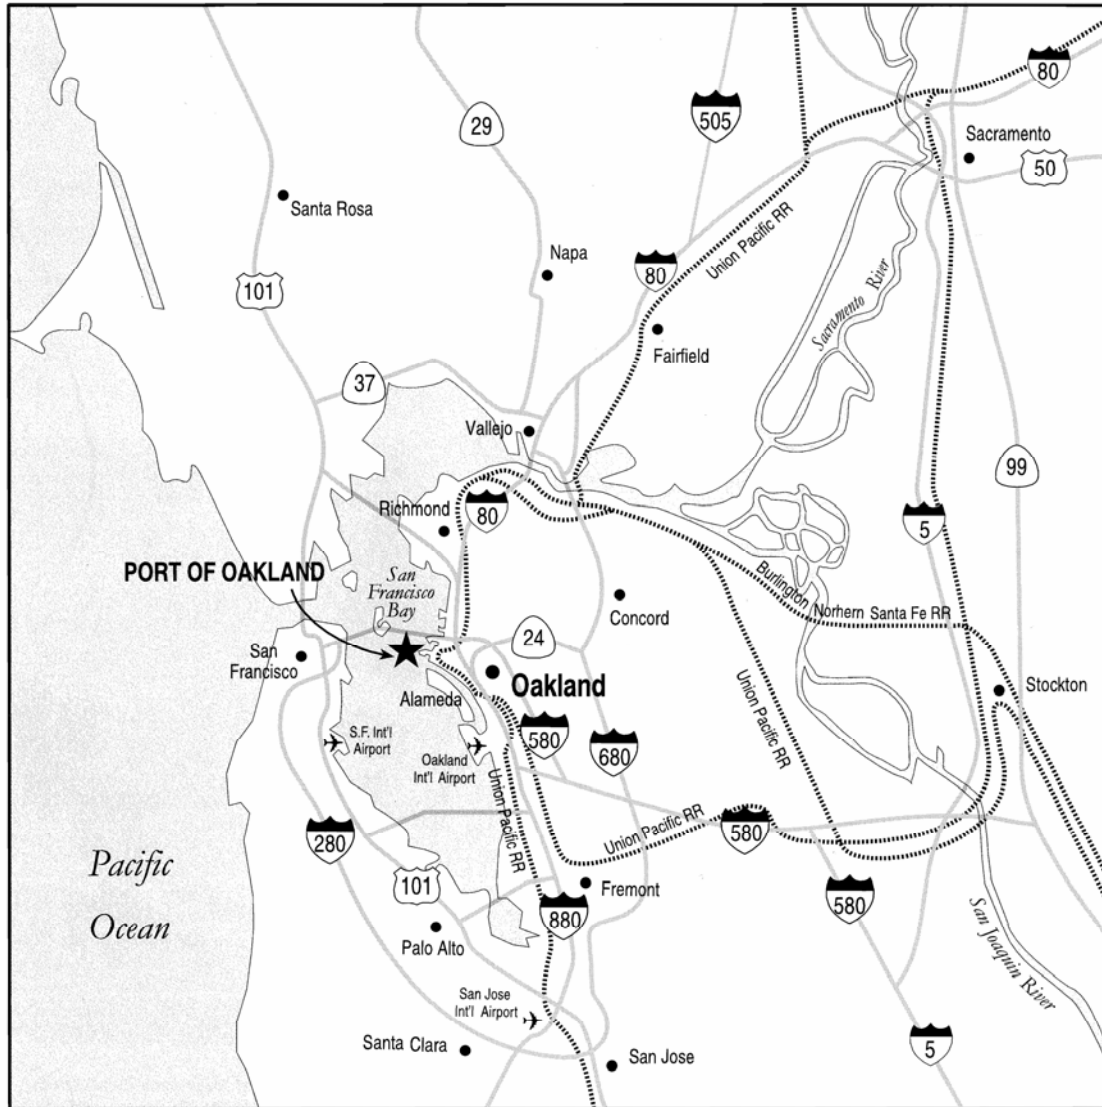 80
29
505
Sacramento
50
Santa Rosa
Union Pacific RR
Napa
101
80
Sacramento River
Fairfield
37
Vallejo
99
Richmond
80
5
PORT OF OAKLAND
San
Francisco
Bay
Burlington
Norhern
Santa Fe RR
Concord
24
San
Francisco
Oakland
Stockton
Alameda
Union Pacific RR
S.F. Int'l
Airport
580
680
Oakland
Int'l Airport
Union Pacific RR
Union Pacific RR
580
280
Pacific
Ocean
101
Fremont
580
880
Palo Alto
San Joaquin River
San Jose
Int'l Airport
5
Santa Clara
San Jose